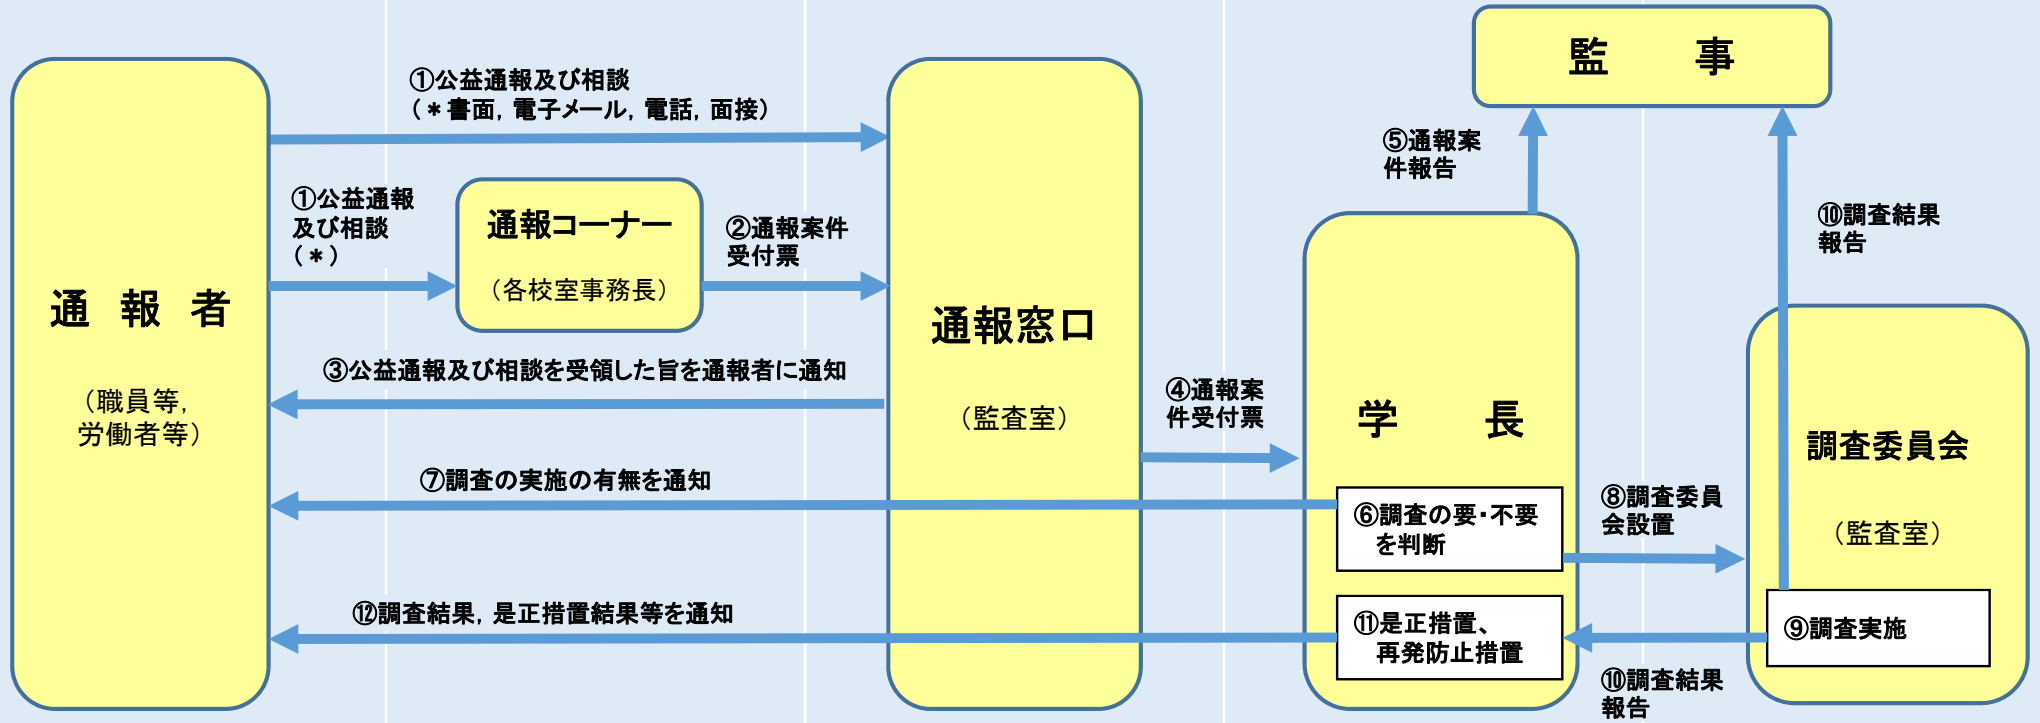 監　　事
①公益通報及び相談
（＊書面，電子メール，電話，面接）
⑤通報案
件報告
①公益通報
及び相談
（＊）
通報コーナー
（各校室事務長）
②通報案件
受付票
⑩調査結果
報告
通　報　者
（職員等，
労働者等）
通報窓口
（監査室）
③公益通報及び相談を受領した旨を通報者に通知
④通報案
件受付票
学　　長
調査委員会
（監査室）
⑦調査の実施の有無を通知
⑥調査の要・不要
を判断
⑧調査委員
会設置
⑫調査結果，是正措置結果等を通知
⑪是正措置、
再発防止措置
⑨調査実施
⑩調査結果
報告